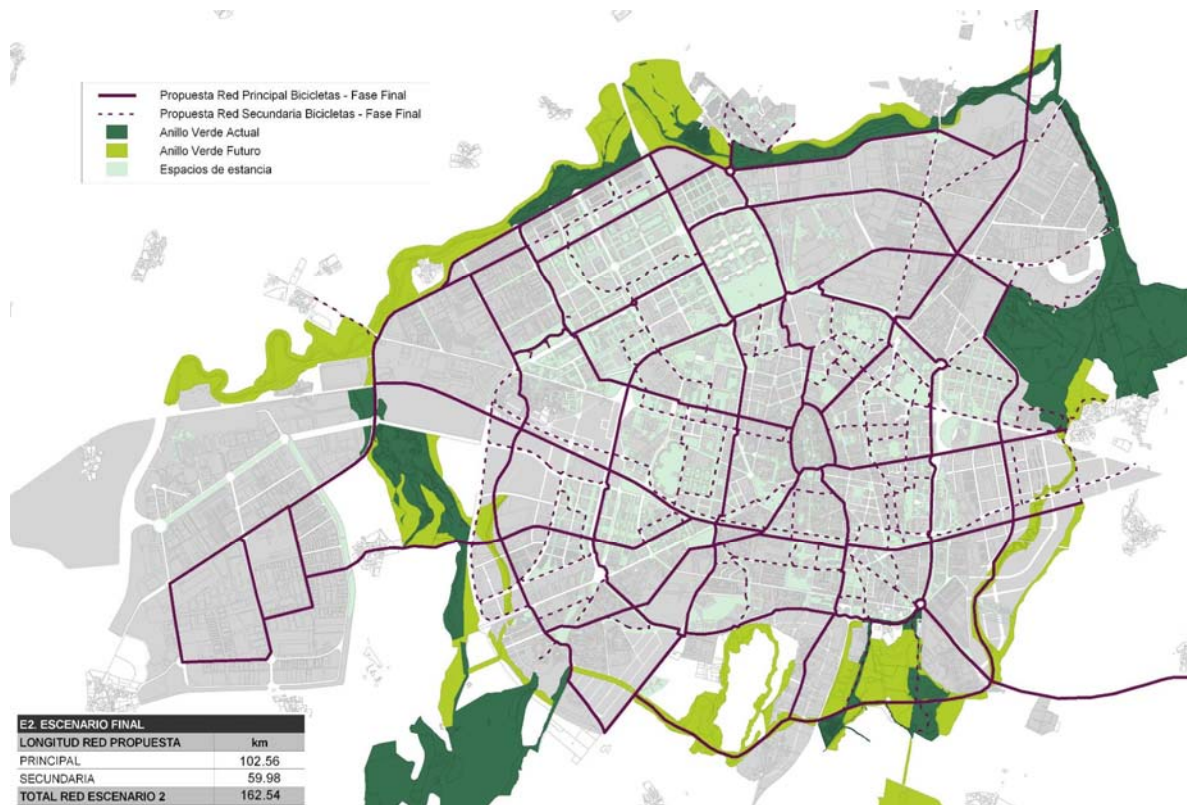 Propuesta Red Principal Bicicletas - Fase Final
Propuesta Red Secundaria Bicicletas - Fase Final
Anillo Verde Actual
Anillo Verde Futuro
Espacios de estancia
E2. ESCENARIO FINAL
LONGITUD RED PROPUESTA km
PRINCIPAL 102.56
SECUNDARIA 59.98
TOTAL RED ESCENARIO 2 162.54